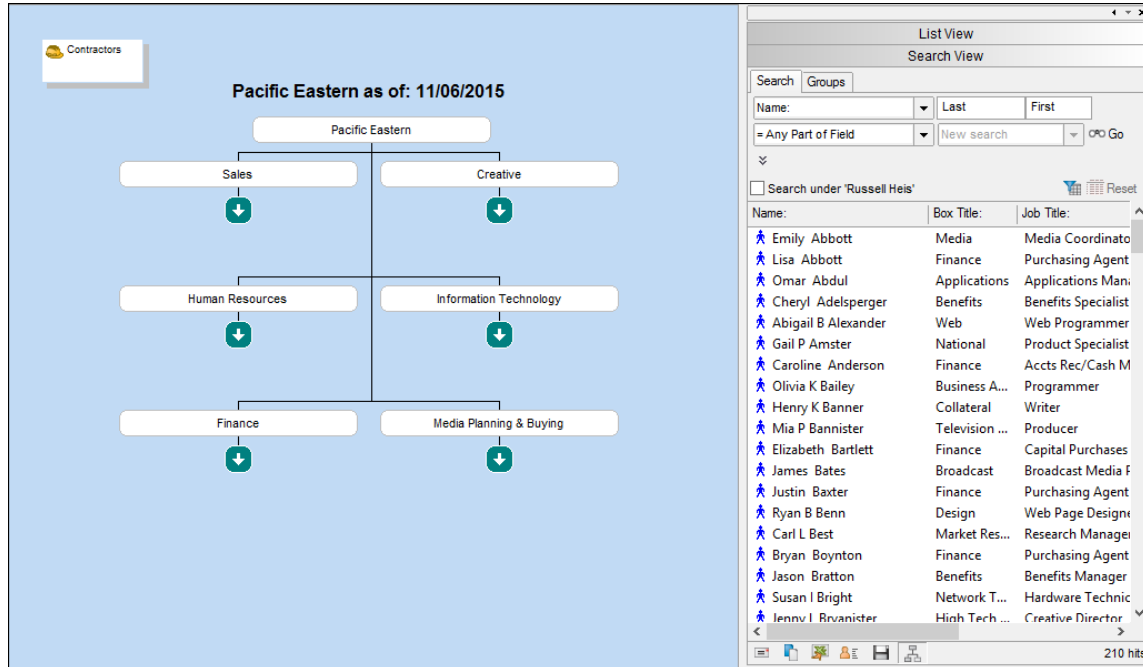 Contractors
Pacific Eastern as of: 11/06/2015
Pacific Eastern
Sales
Creative
Human Resources
Information Technology
Finance
Media Planning & Buying
List View
Search View
Search Groups
Name: Last First
= Any Part of Field New search Go
Search under 'Russell Heis' Reset
Name: Box Title: Job Title:
Emily Abbott Media Media Coordinato
Lisa Abbott Finance Purchasing Agent
Omar Abdul Applications Applications Mana
Cheryl Adelsperger Benefits Benefits Specialist
Abigail B Alexander Web Web Programmer
Gail P Amster National Product Specialist
Caroline Anderson Finance Accts Rec/Cash M
Olivia K Bailey Business A... Programmer
Henry K Banner Collateral Writer
Mia P Bannister Television ... Producer
Elizabeth Bartlett Finance Capital Purchases
James Bates Broadcast Broadcast Media P
Justin Baxter Finance Purchasing Agent
Ryan B Benn Design Web Page Designe
Carl L Best Market Res... Research Manager
Bryan Boynton Finance Purchasing Agent
Jason Bratton Benefits Benefits Manager
Susan I Bright Network T... Hardware Technic
Jenny L Bryanister High Tech ... Creative Director
210 hits